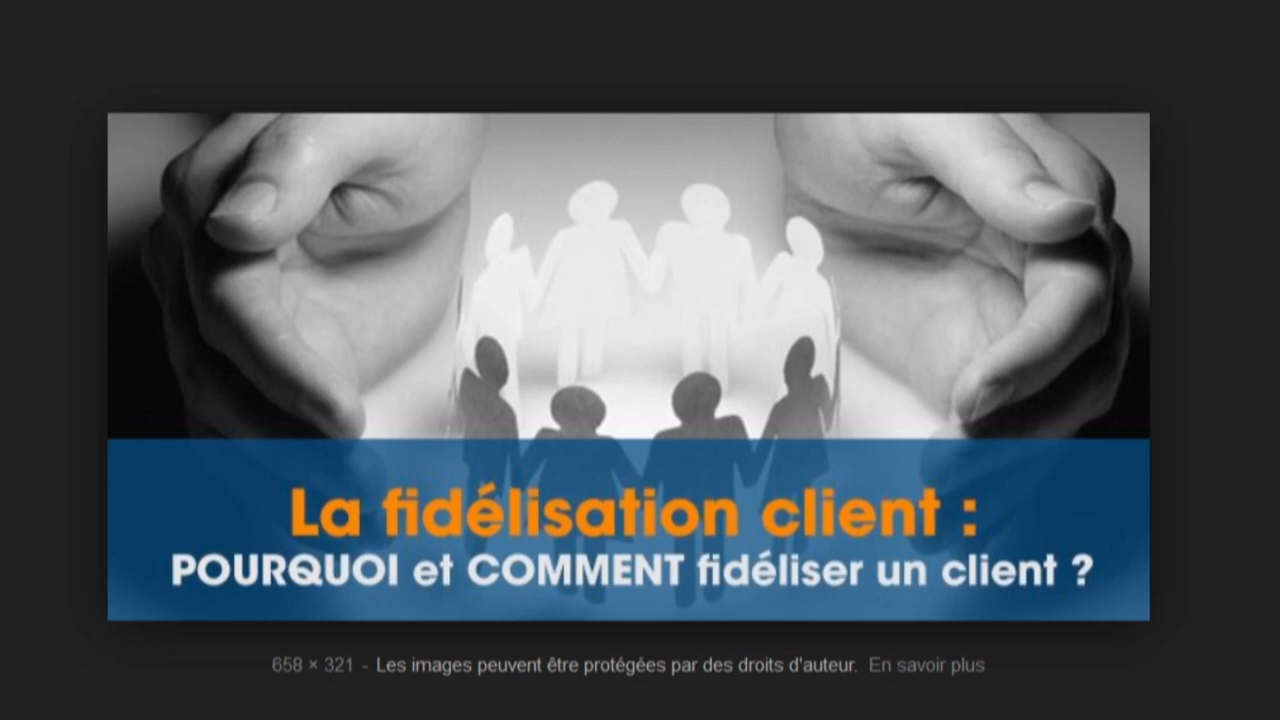 La fidélisation client :
POURQUOI et COMMENT fidéliser un client ?
658 × 321 - Les images peuvent être protégées par des droits d'auteur. En savoir plus